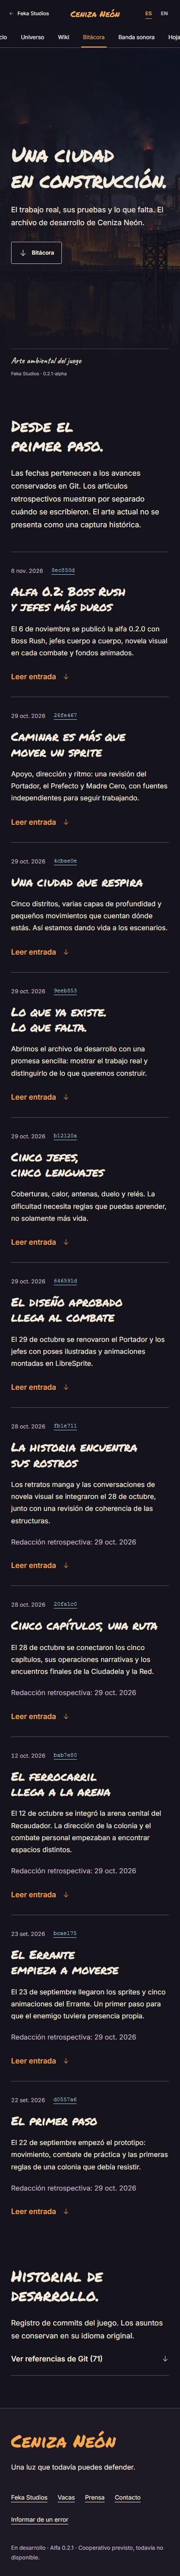 ← Feka Studios
Ceniza Neón
ES EN
cio Universo Wiki Bitácora Banda sonora Hoja
Una ciudad
en construcción.
El trabajo real, sus pruebas y lo que falta. El
archivo de desarrollo de Ceniza Neón.
↓ Bitácora
Arte ambiental del juego
Feka Studios · 0.2.1-alpha
Desde el
primer paso.
Las fechas pertenecen a los avances
conservados en Git. Los artículos
retrospectivos muestran por separado
cuándo se escribieron. El arte actual no se
presenta como una captura histórica.
6 nov. 2026
Alfa 0.2: Boss Rush
y jefes más duros
El 6 de noviembre se publicó la alfa 0.2.0 con
Boss Rush, jefes cuerpo a cuerpo, novela visual
en cada combate y fondos animados.
Leer entrada ↓
29 oct. 2026 26fe467
Caminar es más que
mover un sprite
Apoyo, dirección y ritmo: una revisión del
Portador, el Prefecto y Madre Cero, con fuentes
independientes para seguir trabajando.
Leer entrada ↓
29 oct. 2026 4cbae0e
Una ciudad que respira
Cinco distritos, varias capas de profundidad y
pequeños movimientos que cuentan dónde
estás. Así estamos dando vida a los escenarios.
Leer entrada ↓
29 oct. 2026 9eeb853
Lo que ya existe.
Lo que falta.
Abrimos el archivo de desarrollo con una
promesa sencilla: mostrar el trabajo real y
distinguirlo de lo que queremos construir.
Leer entrada ↓
29 oct. 2026 b12120a
Cinco jefes,
cinco lenguajes
Coberturas, calor, antenas, duelo y relés. La
dificultad necesita reglas que puedas aprender,
no solamente más vida.
Leer entrada ↓
29 oct. 2026 646991d
El diseño aprobado
llega al combate
El 29 de octubre se renovaron el Portador y los
jefes con poses ilustradas y animaciones
montadas en LibreSprite.
Leer entrada ↓
28 oct. 2026 fb1e711
La historia encuentra
sus rostros
Los retratos manga y las conversaciones de
novela visual se integraron el 28 de octubre,
junto con una revisión de coherencia de las
estructuras.
Redacción retrospectiva: 29 oct. 2026
Leer entrada ↓
28 oct. 2026 20fa1c0
Cinco capítulos, una ruta
El 28 de octubre se conectaron los cinco
capítulos, sus operaciones narrativas y los
encuentros finales de la Ciudadela y la Red.
Redacción retrospectiva: 29 oct. 2026
Leer entrada ↓
12 oct. 2026 bab7e80
El ferrocarril
llega a la arena
El 12 de octubre se integró la arena cenital del
Recaudador. La dirección de la colonia y el
combate personal empezaban a encontrar
espacios distintos.
Redacción retrospectiva: 29 oct. 2026
Leer entrada ↓
23 set. 2026 bcae175
El Errante
empieza a moverse
El 23 de septiembre llegaron los sprites y cinco
animaciones del Errante. Un primer paso para
que el enemigo tuviera presencia propia.
Redacción retrospectiva: 29 oct. 2026
Leer entrada ↓
22 set. 2026 d0557a6
El primer paso
El 22 de septiembre empezó el prototipo:
movimiento, combate de práctica y las primeras
reglas de una colonia que debía resistir.
Redacción retrospectiva: 29 oct. 2026
Leer entrada ↓
Historial de
desarrollo.
Registro de commits del juego. Los asuntos
se conservan en su idioma original.
Ver referencias de Git (71) ↓
Ceniza Neón
Una luz que todavía puedes defender.
Feka Studios Vacas Prensa Contacto
Informar de un error
En desarrollo · Alfa 0.2.1 · Cooperativo previsto, todavía no
disponible.